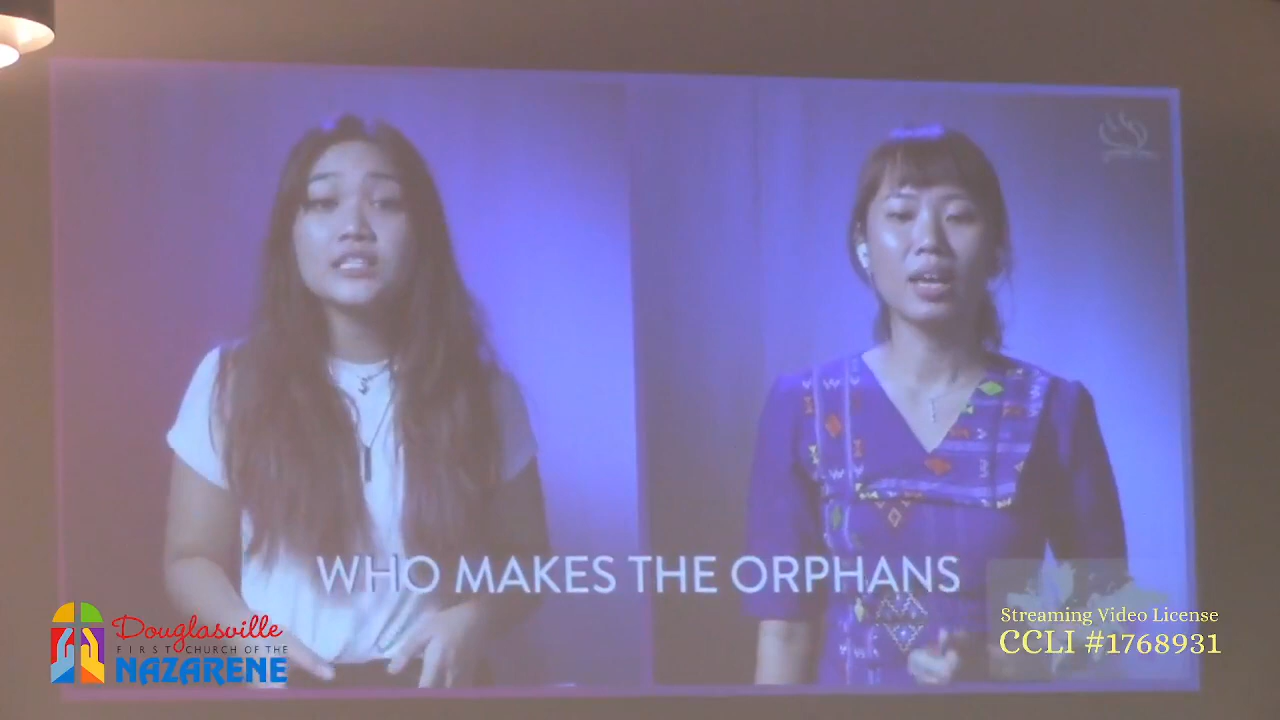 WHO MAKES THE ORPHANS
Douglasville
FIRST CHURCH OF THE
NAZARENE
Streaming Video License
CCLI #1768931